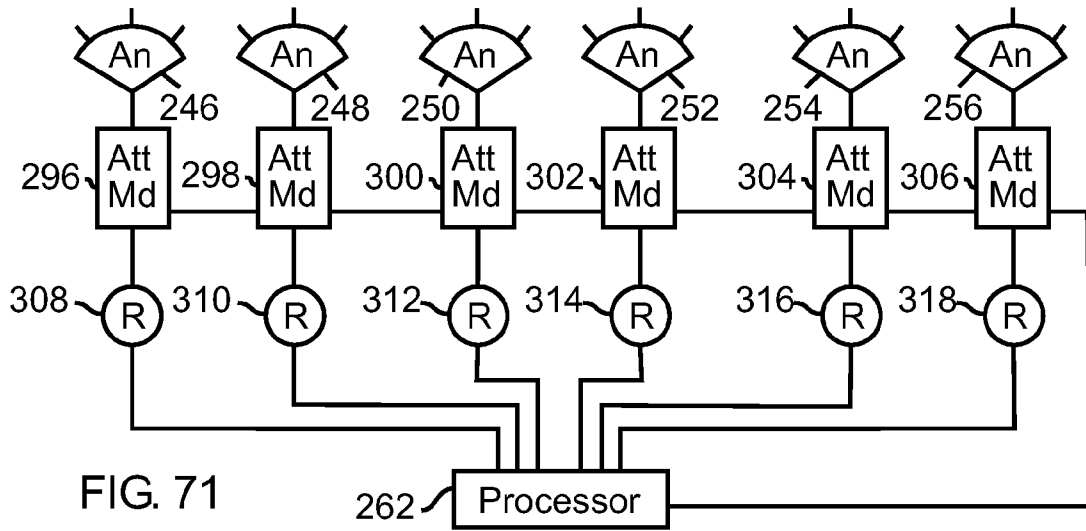 An An An An An An
246 248 250 252 254 256
Att Md Att Md Att Md Att Md Att Md Att Md
296 298 300 302 304 306
308 R 310 R 312 R 314 R 316 R 318 R
FIG. 71
262 Processor